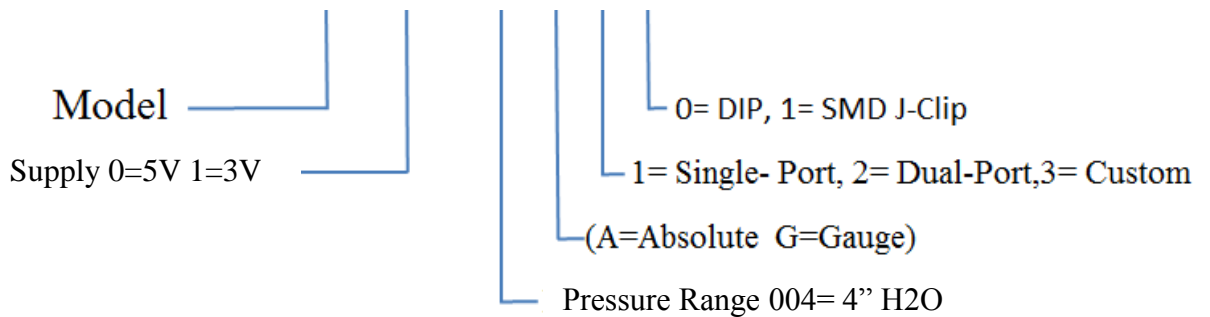 Model
0= DIP, 1= SMD J-Clip
Supply 0=5V 1=3V
1= Single- Port, 2= Dual-Port,3= Custom
(A=Absolute G=Gauge)
Pressure Range 004= 4” H2O